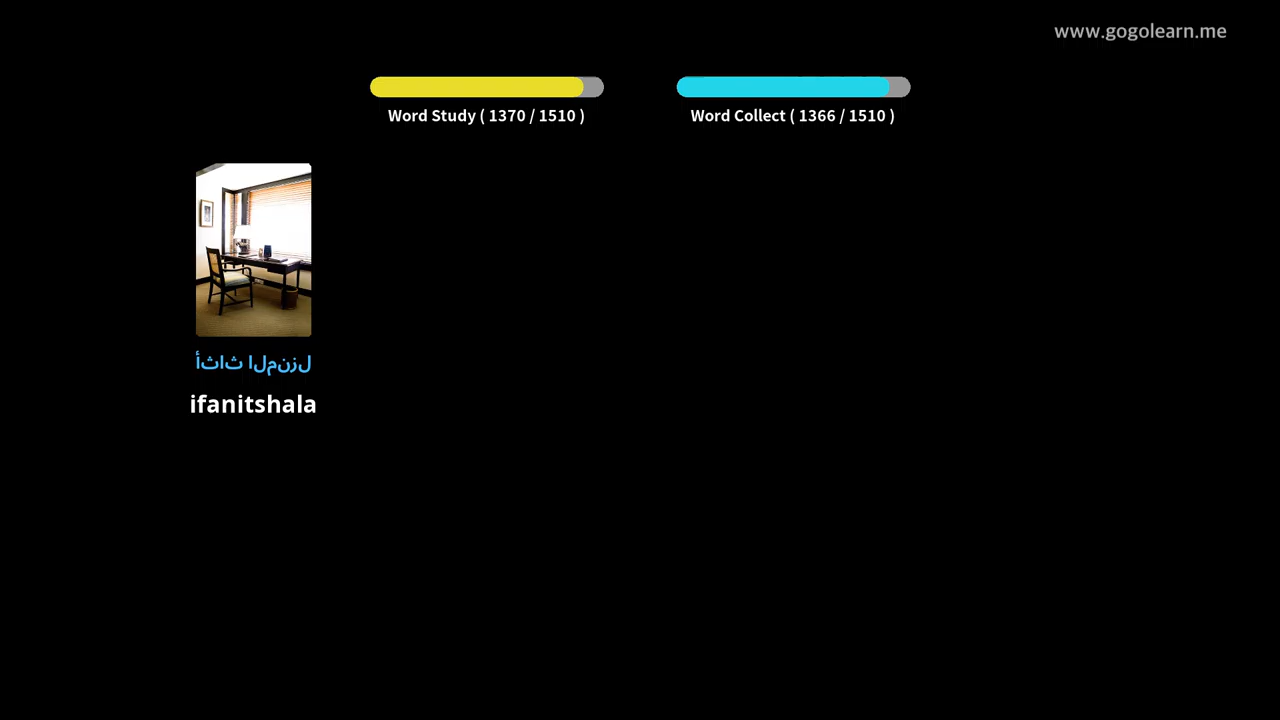 www.gogolearn.me
Word Study ( 1370 / 1510 )
Word Collect ( 1366 / 1510 )
أثاث المنزل
ifanitshala